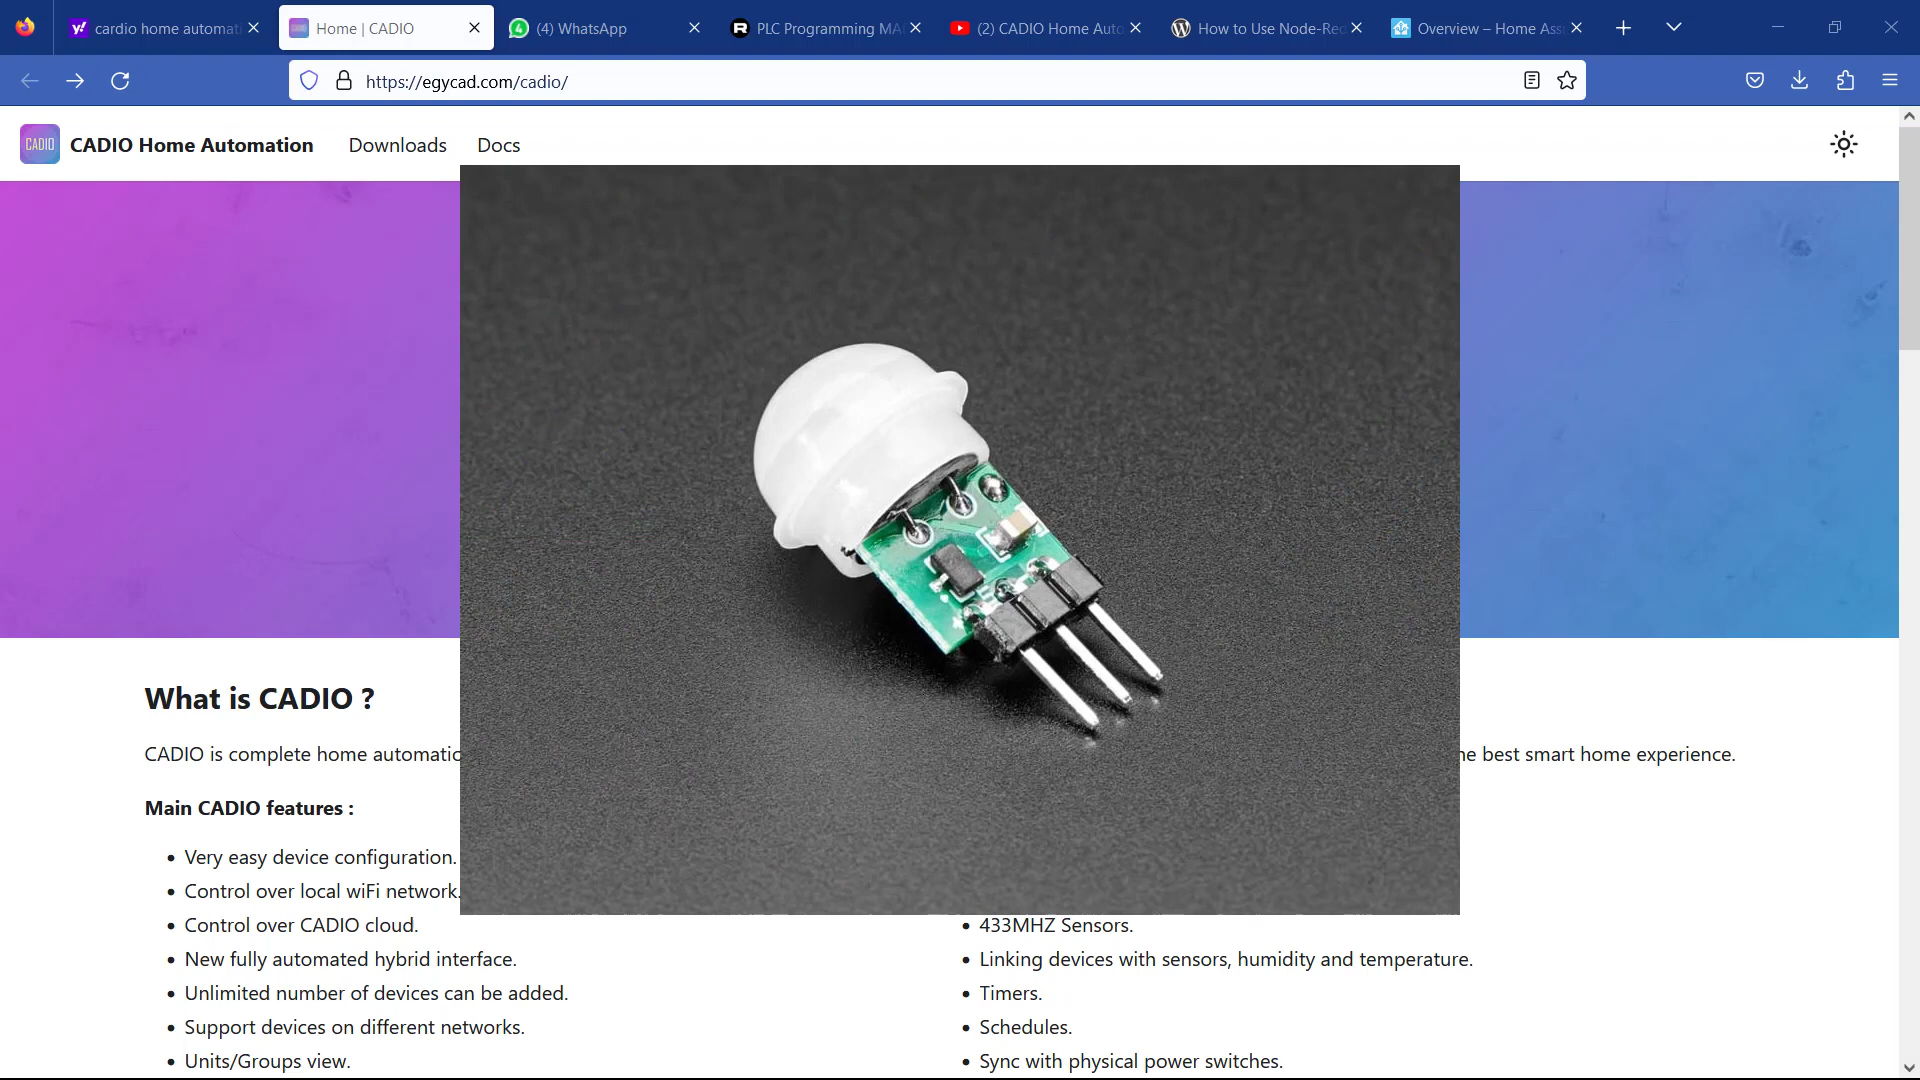 cardio home automat
Home | CADIO
(4) WhatsApp
PLC Programming MA
(2) CADIO Home Auto
How to Use Node-Red
Overview – Home Ass
https://egycad.com/cadio/
CADIO
CADIO Home Automation
Downloads
Docs
What is CADIO ?
CADIO is complete home automatic
he best smart home experience.
Main CADIO features :
Very easy device configuration.
Control over local wiFi network.
Control over CADIO cloud.
New fully automated hybrid interface.
Unlimited number of devices can be added.
Support devices on different networks.
Units/Groups view.
433MHZ Sensors.
Linking devices with sensors, humidity and temperature.
Timers.
Schedules.
Sync with physical power switches.